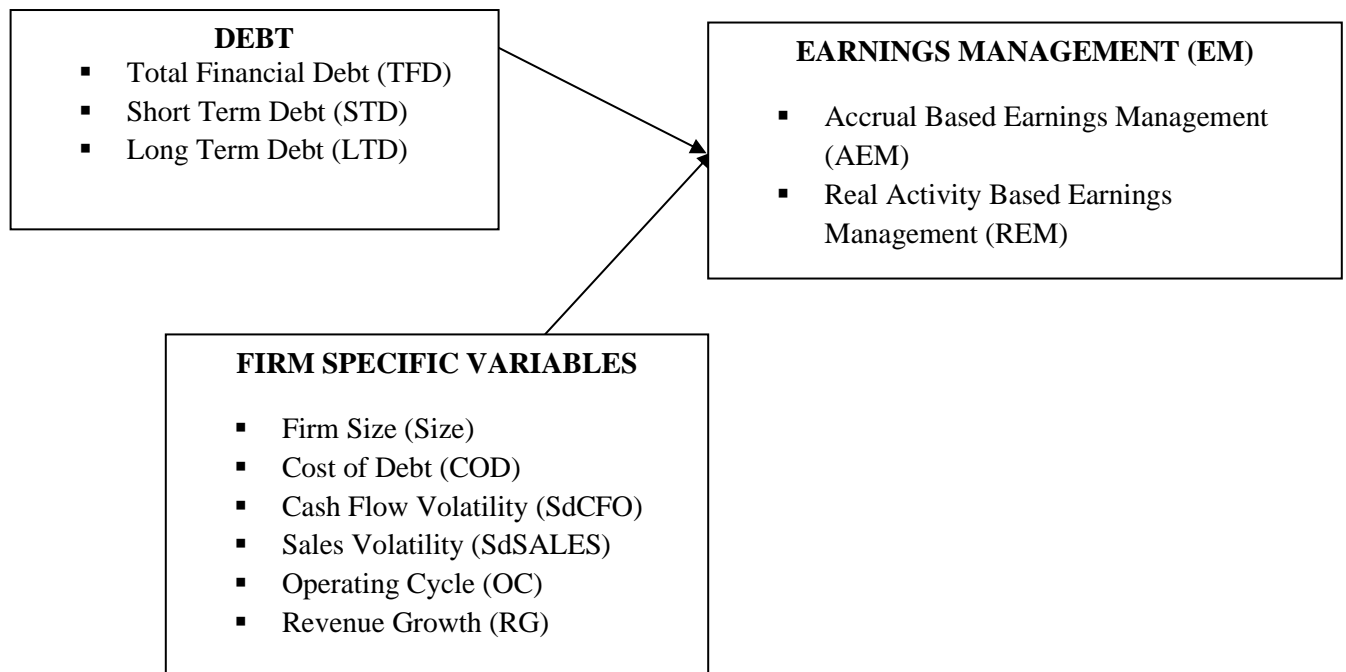 DEBT
▪ Total Financial Debt (TFD)
▪ Short Term Debt (STD)
▪ Long Term Debt (LTD)
EARNINGS MANAGEMENT (EM)
▪ Accrual Based Earnings Management
(AEM)
▪ Real Activity Based Earnings
Management (REM)
FIRM SPECIFIC VARIABLES
▪ Firm Size (Size)
▪ Cost of Debt (COD)
▪ Cash Flow Volatility (SdCFO)
▪ Sales Volatility (SdSALES)
▪ Operating Cycle (OC)
▪ Revenue Growth (RG)